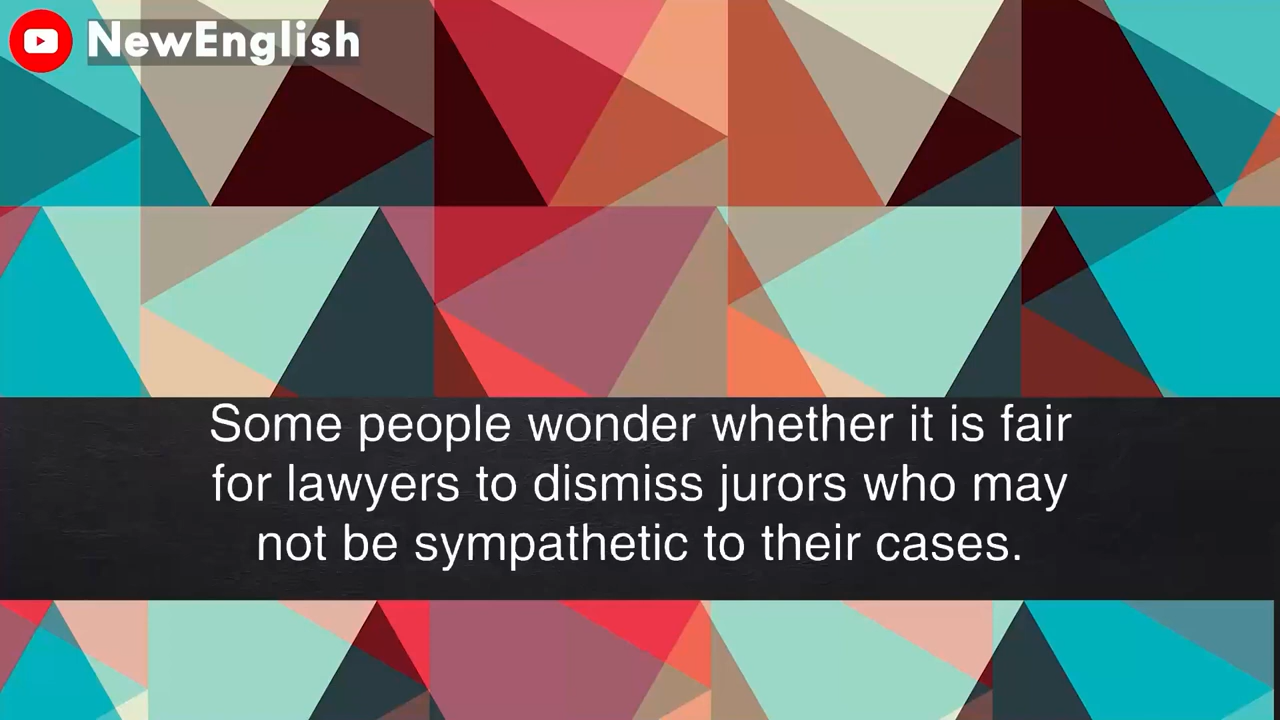 NewEnglish
Some people wonder whether it is fair
for lawyers to dismiss jurors who may
not be sympathetic to their cases.